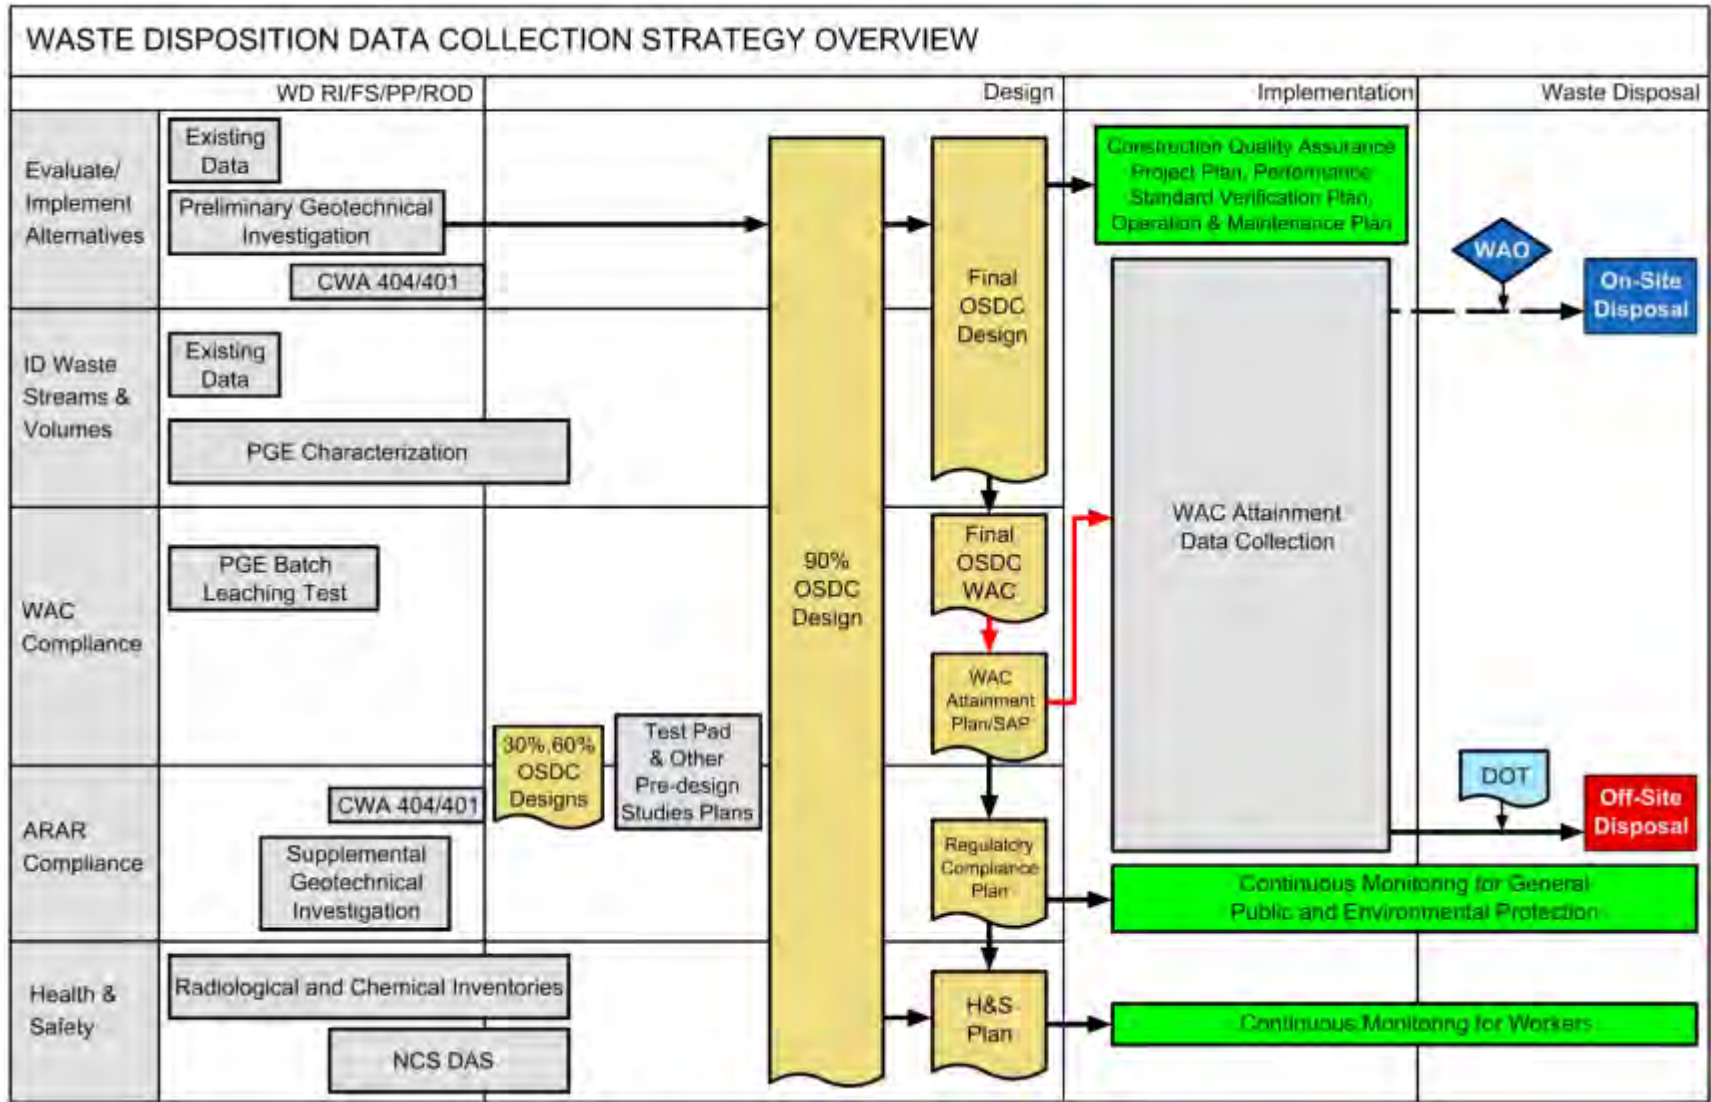 WASTE DISPOSITION DATA COLLECTION STRATEGY OVERVIEW
WD RI/FS/PP/ROD
Design
Implementation
Waste Disposal
Evaluate/
Implement
Alternatives
Existing
Data
Preliminary Geotechnical
Investigation
CWA 404/401
ID Waste
Streams &
Volumes
Existing
Data
PGE Characterization
WAC
Compliance
PGE Batch
Leaching Test
ARAR
Compliance
CWA 404/401
Supplemental
Geotechnical
Investigation
Health &
Safety
Radiological and Chemical Inventories
NCS DAS
30%,60%
OSDC
Designs
Test Pad
& Other
Pre-design
Studies Plans
90%
OSDC
Design
Final
OSDC
Design
Final
OSDC
WAC
WAC
Attainment
Plan/SAP
Regulatory
Compliance
Plan
H&S
Plan
Construction Quality Assurance
Project Plan, Performance
Standard Verification Plan,
Operation & Maintenance Plan
WAC Attainment
Data Collection
WAO
On-Site
Disposal
DOT
Off-Site
Disposal
Continuous Monitoring for General
Public and Environmental Protection
Continuous Monitoring for Workers